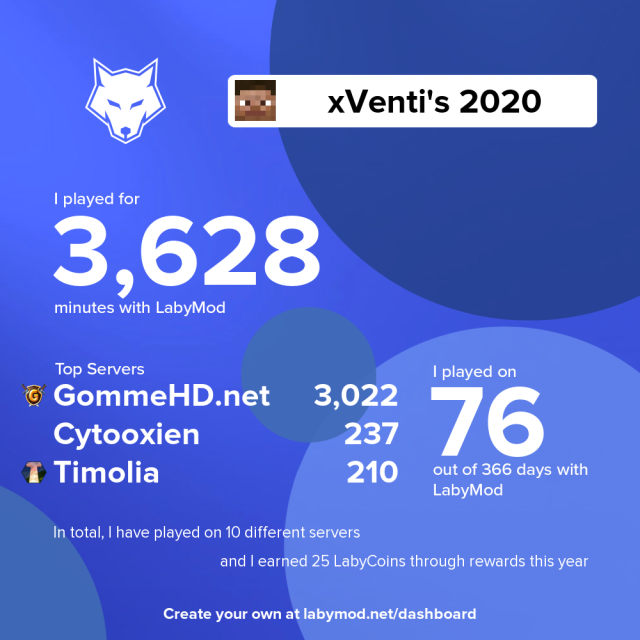 xVenti's 2020
I played for
3,628
minutes with LabyMod
Top Servers
GommeHD.net 3,022
Cytooxien 237
Timolia 210
I played on
76
out of 366 days with
LabyMod
In total, I have played on 10 different servers
and I earned 25 LabyCoins through rewards this year
Create your own at labymod.net/dashboard